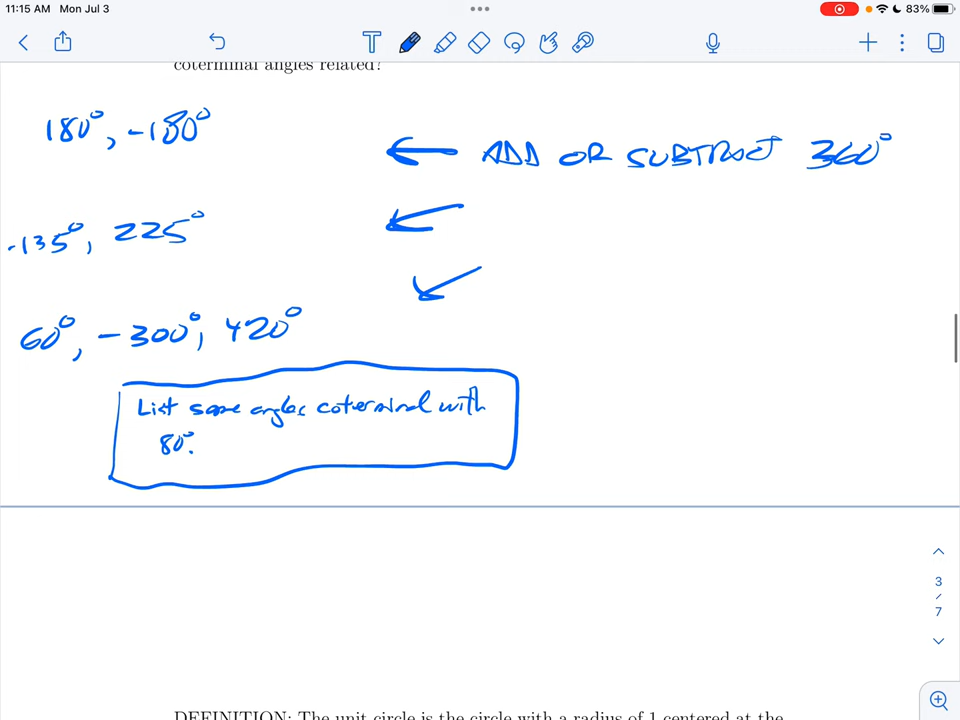 11:15 AM Mon Jul 3
83%
T
coterminal angles related?
180°, -180°
← ADD OR SUBTRACT 360°
-135°, 225°
60°, -300°, 420°
List some angles coterminal with
80°.
3
/
7
DEFINITION: The unit circle is the circle with a radius of 1 centered at the